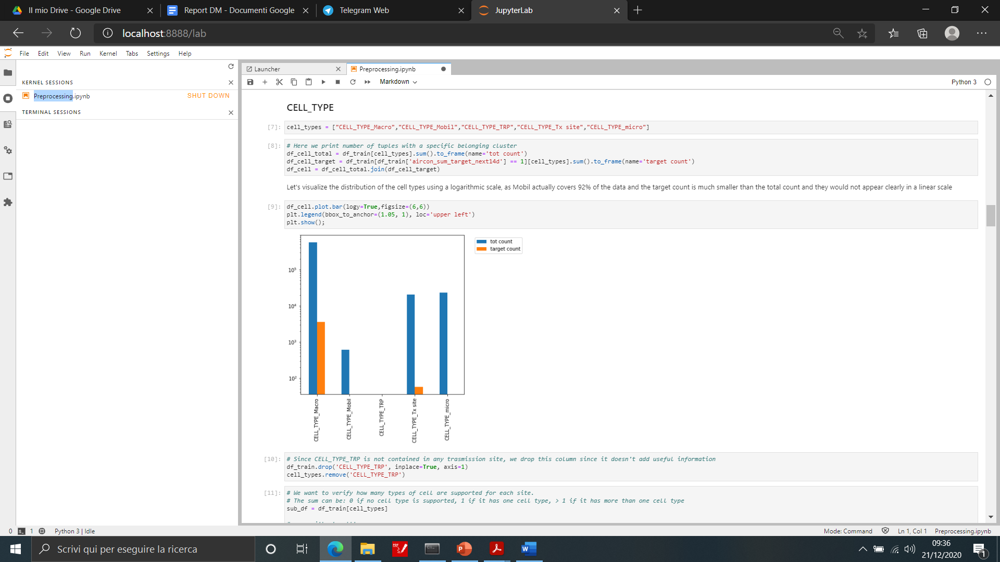 Il mio Drive - Google Drive
Report DM - Documenti Google
Telegram Web
JupyterLab
localhost:8888/lab
File Edit View Run Kernel Tabs Settings Help
KERNEL SESSIONS
Preprocessing.ipynb
SHUT DOWN
TERMINAL SESSIONS
Launcher
Preprocessing.ipynb
Markdown
Python 3
CELL_TYPE
[7]: cell_types = ["CELL_TYPE_Macro","CELL_TYPE_Mobil","CELL_TYPE_TRP","CELL_TYPE_Tx site","CELL_TYPE_micro"]
[8]: # Here we print number of tuples with a specific belonging cluster
df_cell_total = df_train[cell_types].sum().to_frame(name='tot count')
df_cell_target = df_train[df_train['aircon_sum_target_next14d'] == 1][cell_types].sum().to_frame(name='target count')
df_cell = df_cell_total.join(df_cell_target)
Let's visualize the distribution of the cell types using a logarithmic scale, as Mobil actually covers 92% of the data and the target count is much smaller than the total count and they would not appear clearly in a linear scale
[9]: df_cell.plot.bar(logy=True,figsize=(6,6))
plt.legend(bbox_to_anchor=(1.05, 1), loc='upper left')
plt.show();
tot count
target count
10⁵
10⁴
10³
10²
CELL_TYPE_Macro
CELL_TYPE_Mobil
CELL_TYPE_TRP
CELL_TYPE_Tx site
CELL_TYPE_micro
[10]: # Since CELL_TYPE_TRP is not contained in any trasmission site, we drop this column since it doesn't add useful information
df_train.drop('CELL_TYPE_TRP', inplace=True, axis=1)
cell_types.remove('CELL_TYPE_TRP')
[11]: # We want to verify how many types of cell are supported for each site.
# The sum can be: 0 if no cell type is supported, 1 if it has one cell type, > 1 if it has more than one cell type
sub_df = df_train[cell_types]
0 1 Python 3 | Idle
Mode: Command Ln 1, Col 1 Preprocessing.ipynb
Scrivi qui per eseguire la ricerca
09:36
21/12/2020
1